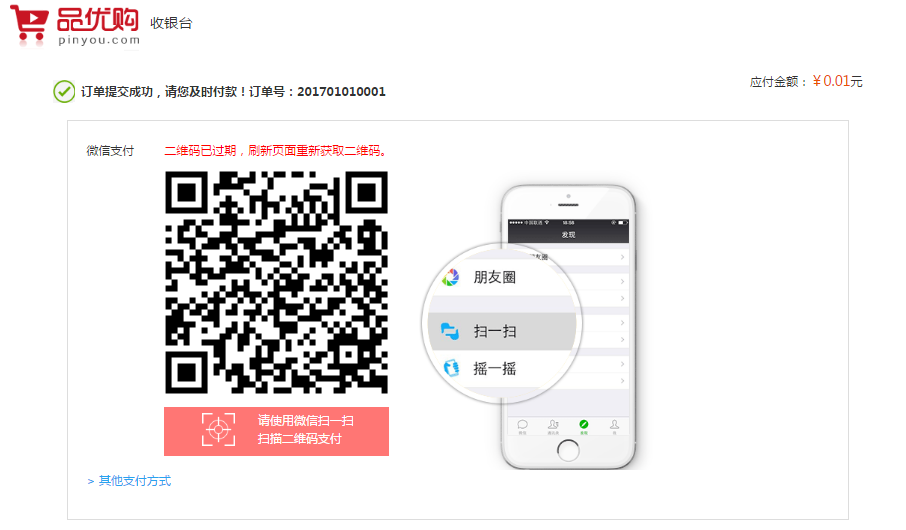 品优购 收银台
pinyou.com
订单提交成功，请您及时付款！订单号：201701010001
应付金额：￥0.01元
微信支付 二维码已过期，刷新页面重新获取二维码。
发现
朋友圈
扫一扫
摇一摇
请使用微信扫一扫
扫描二维码支付
> 其他支付方式